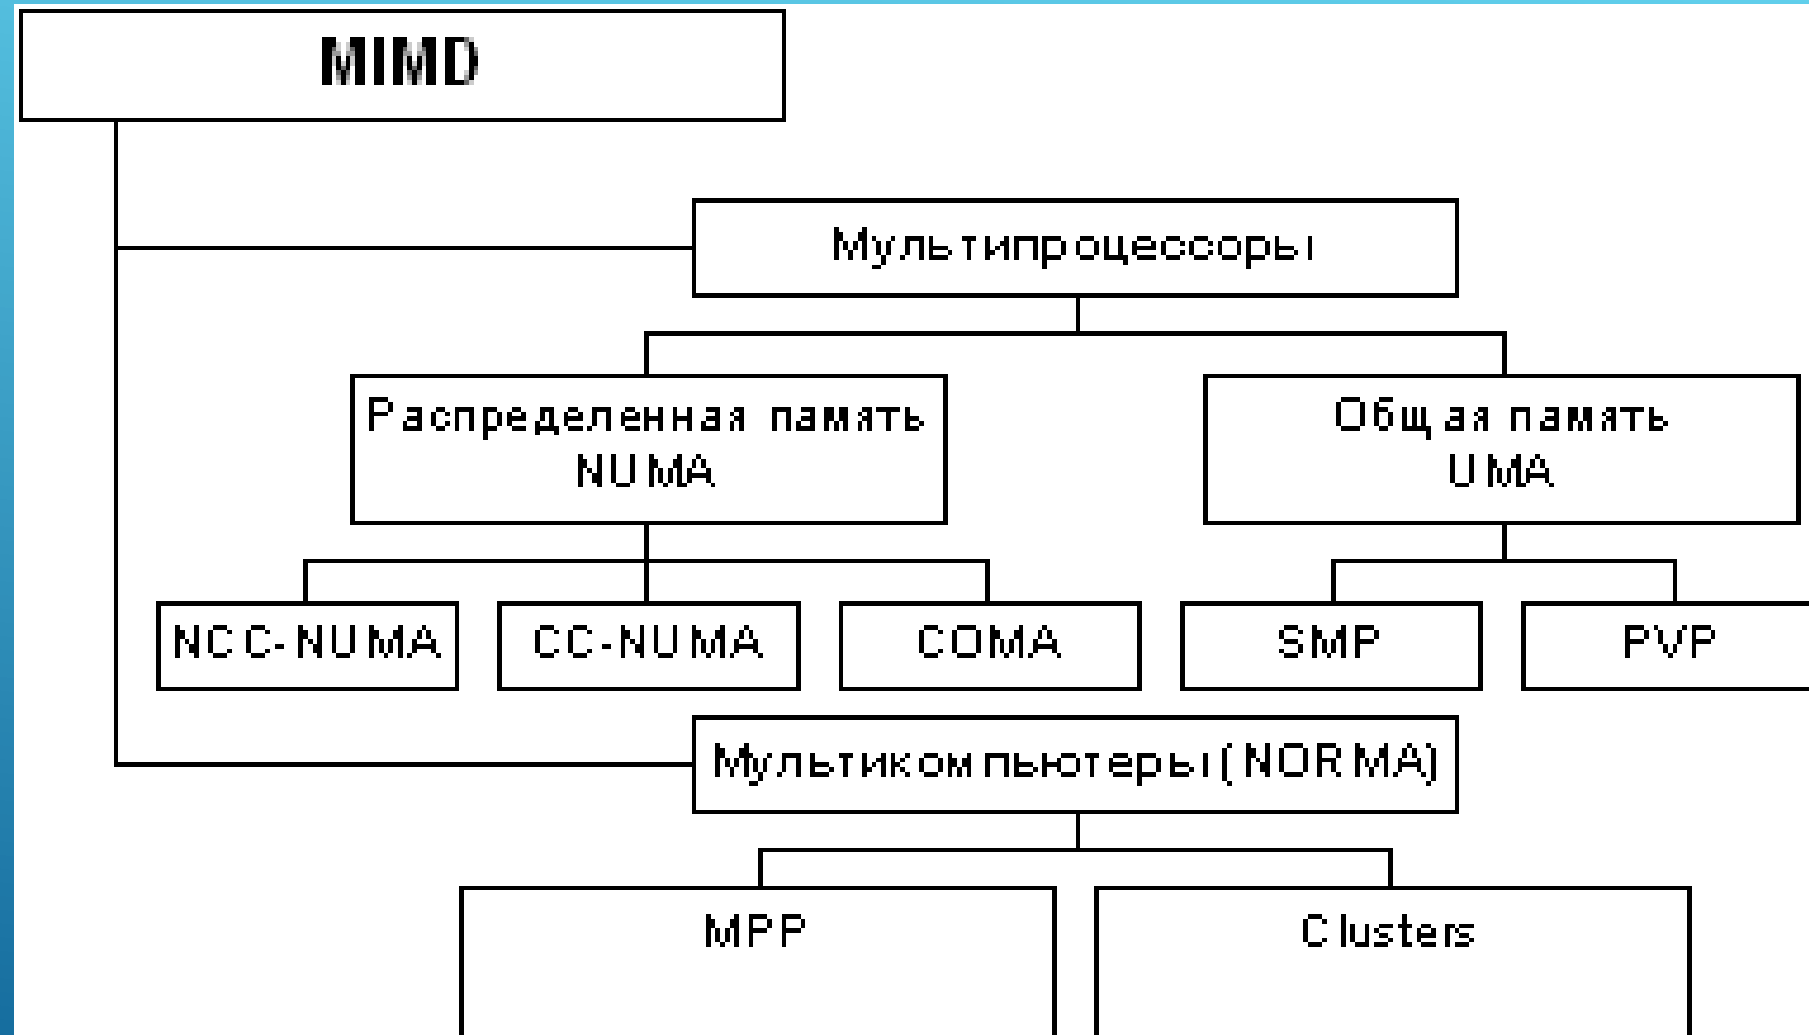 MIMD
Мультипроцессоры
Распределенная память
NUMA
Общая память
UMA
NCC-NUMA
CC-NUMA
COMA
SMP
PVP
Мультикомпьютеры (NORMA)
MPP
Clusters